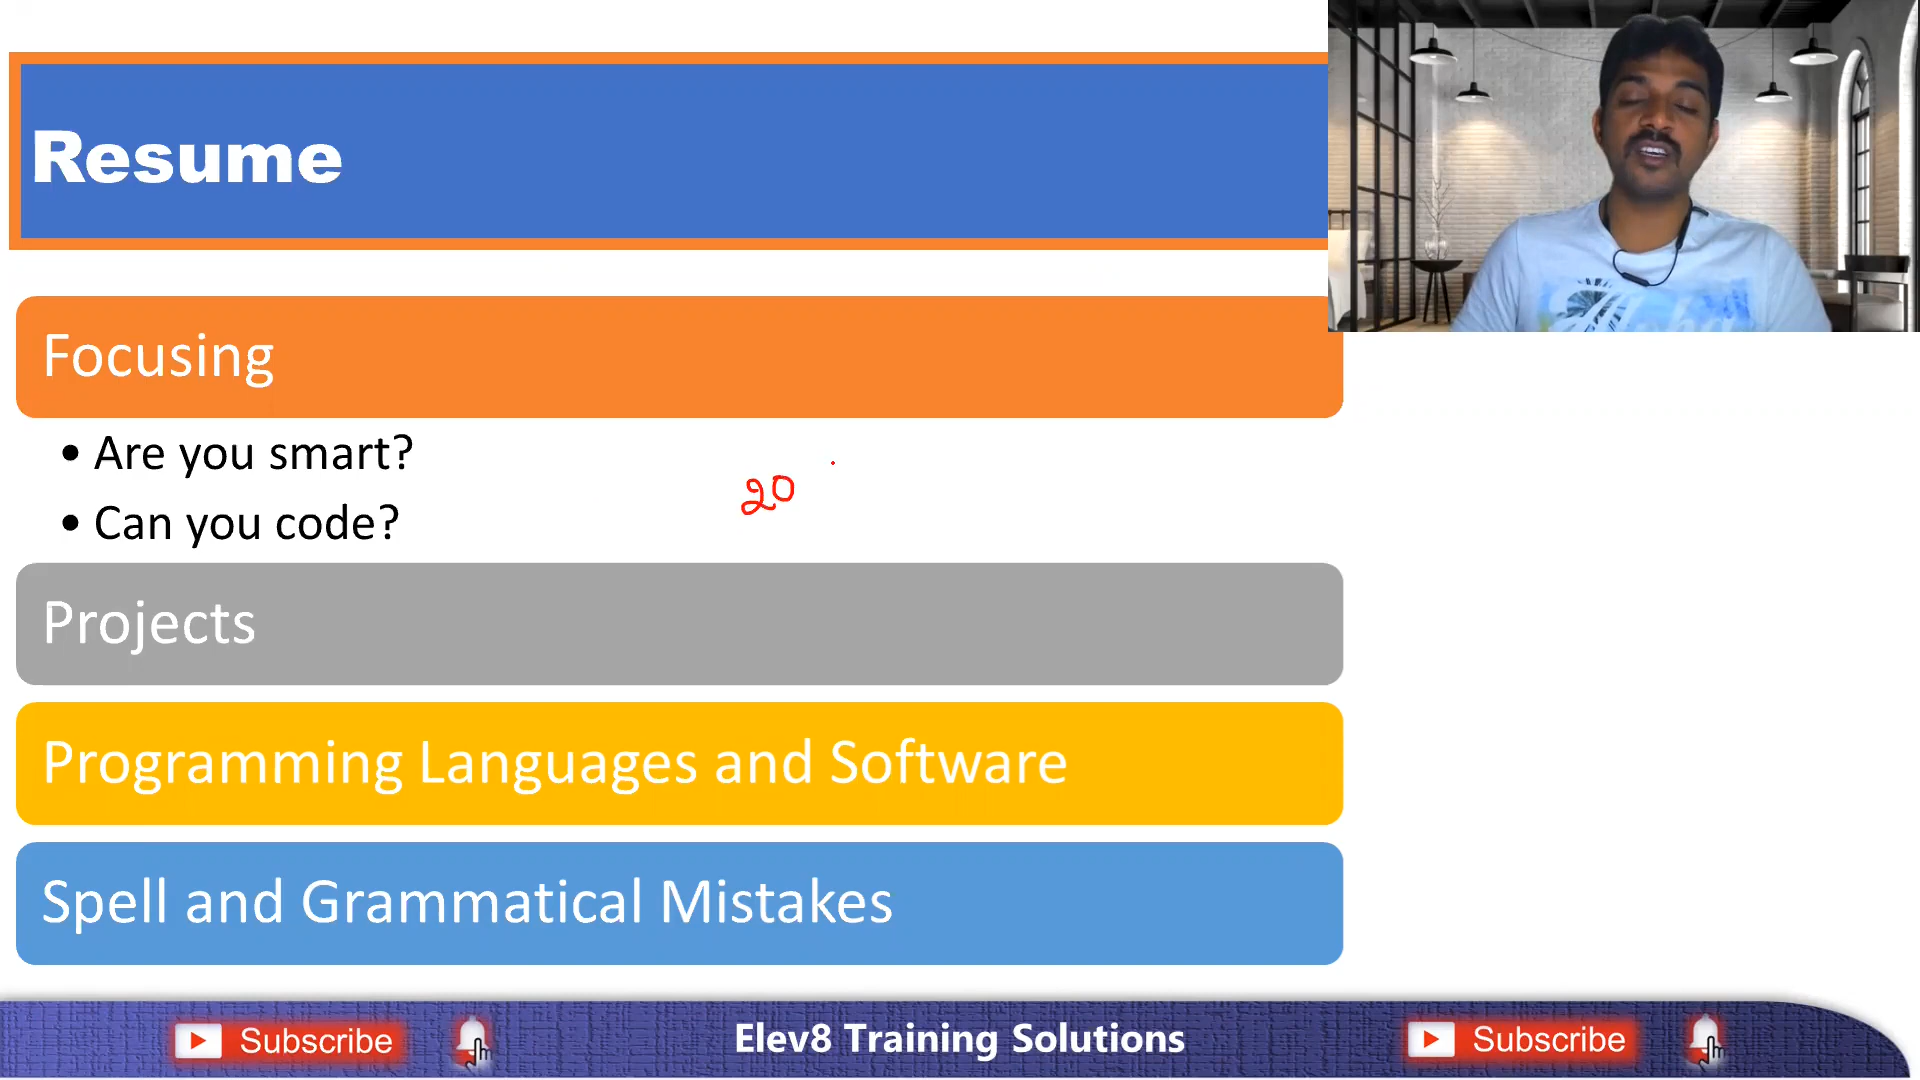 Resume
Focusing
• Are you smart?
• Can you code?
20
Projects
Programming Languages and Software
Spell and Grammatical Mistakes
Subscribe
Elev8 Training Solutions
Subscribe